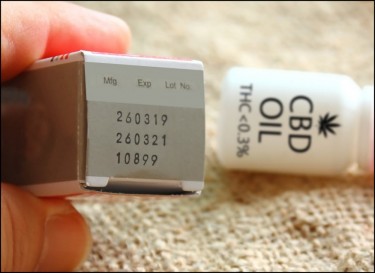 Mfg. Exp Lot No.
260319
260321
10899
CBD
OIL
THC <0.3%